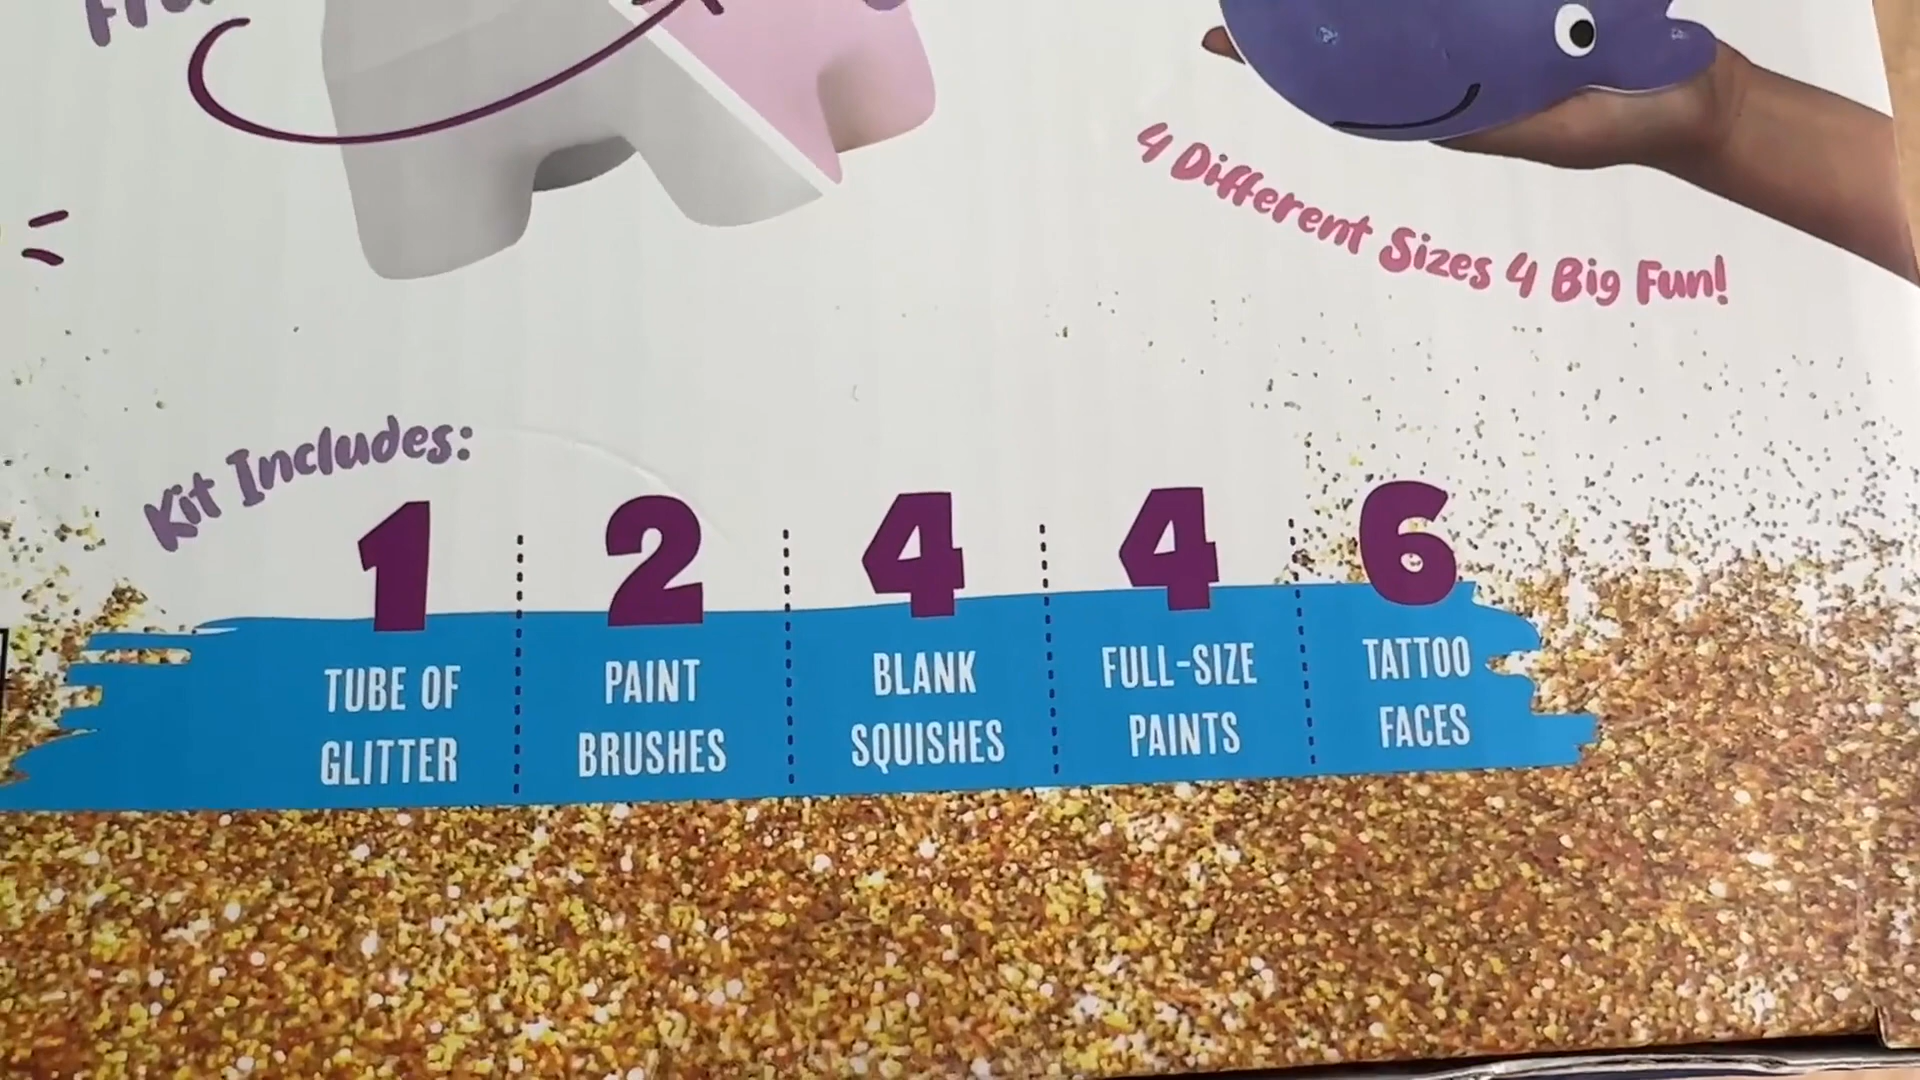 4 Different Sizes 4 Big Fun!
Kit Includes:
1
TUBE OF
GLITTER
2
PAINT
BRUSHES
4
BLANK
SQUISHES
4
FULL-SIZE
PAINTS
6
TATTOO
FACES